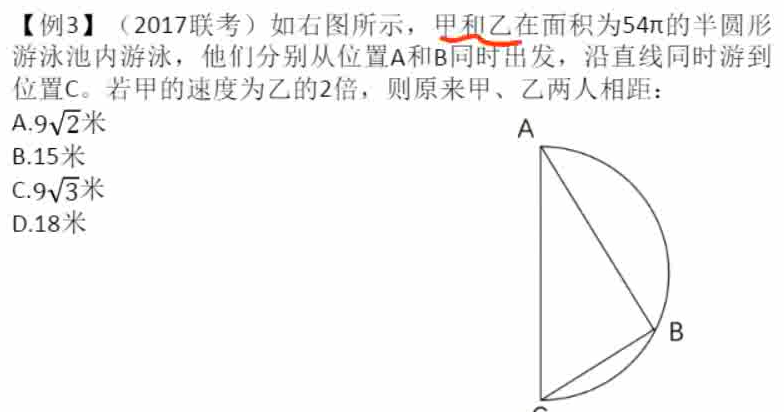 【例3】（2017联考）如右图所示，甲和乙在面积为54π的半圆形
游泳池内游泳，他们分别从位置A和B同时出发，沿直线同时游到
位置C。若甲的速度为乙的2倍，则原来甲、乙两人相距：
A.9√2米
B.15米
C.9√3米
D.18米
A
B